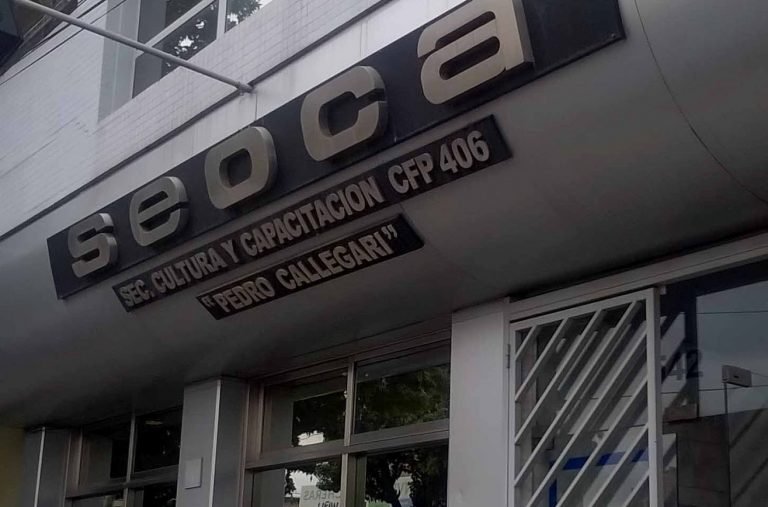 seoca
SEC. CULTURA Y CAPACITACION CFP 406
" PEDRO CALLEGARI "